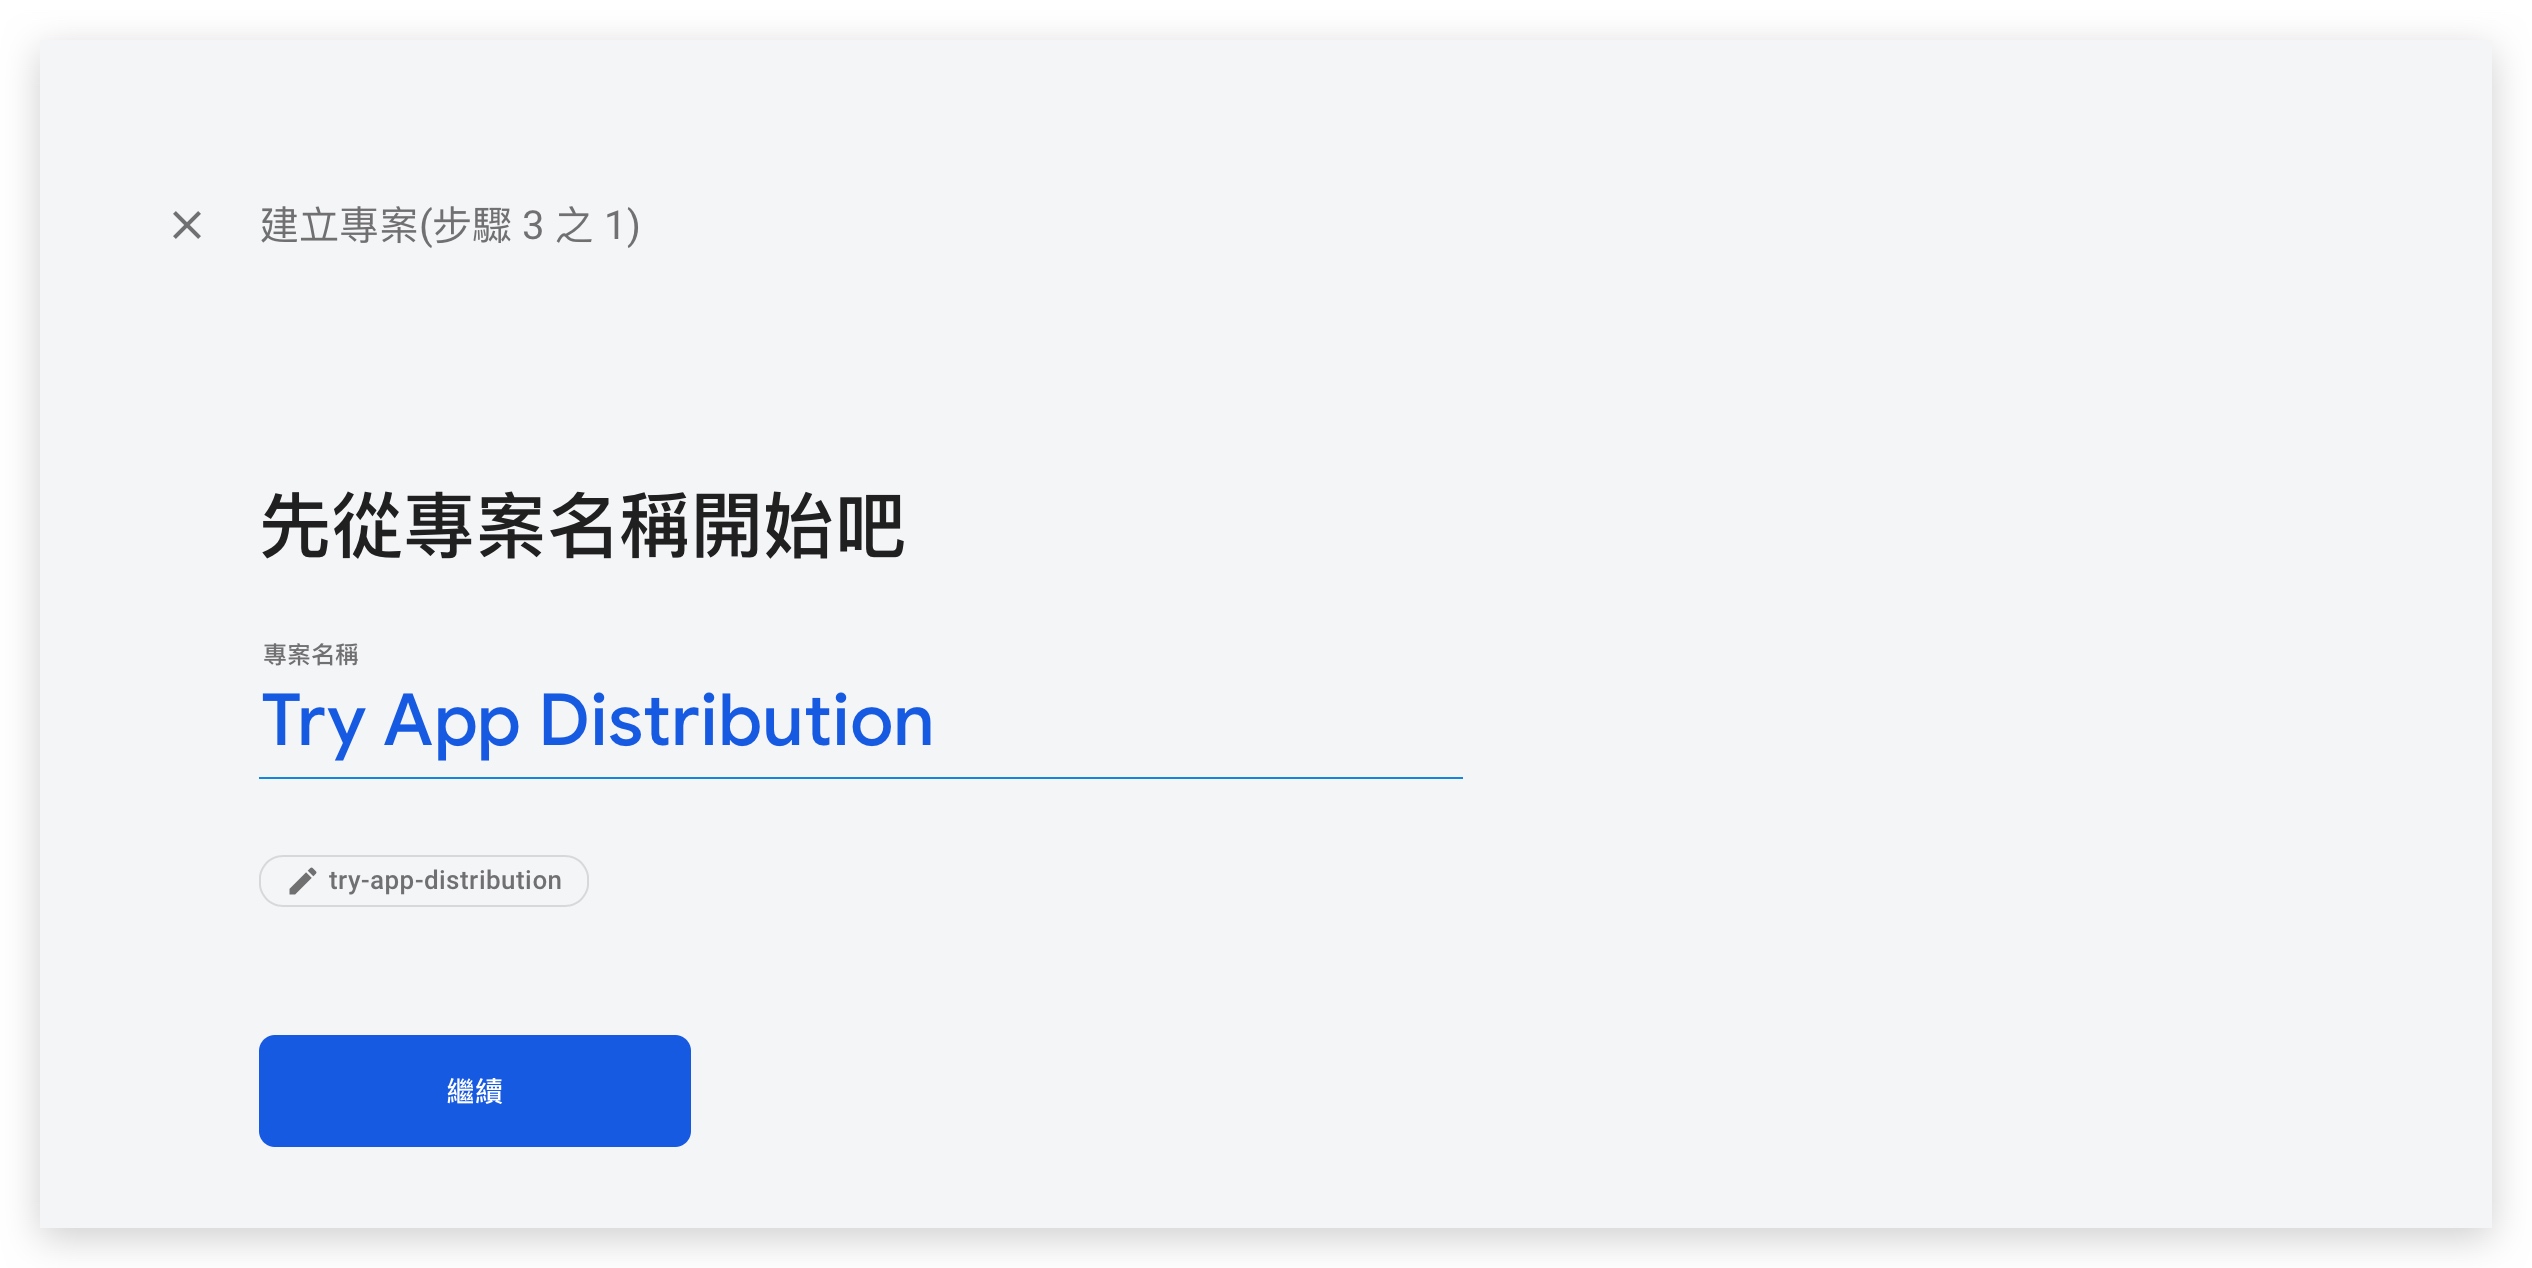 建立專案(步驟 3 之 1)
先從專案名稱開始吧
專案名稱
Try App Distribution
try-app-distribution
繼續